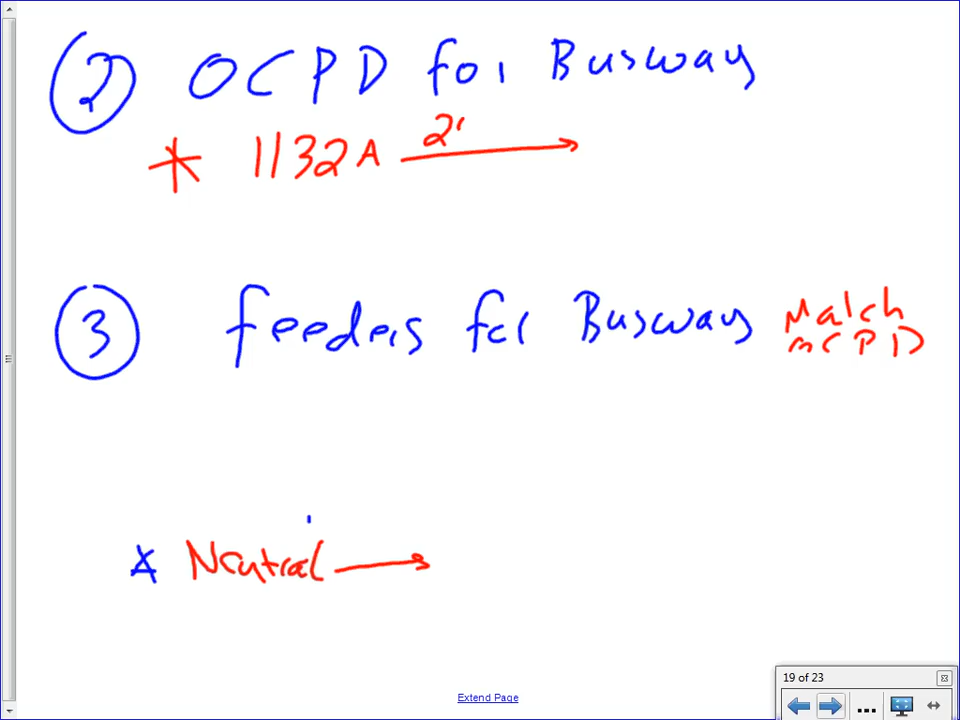 2 OCPD for Busway
* 1132A 2'
3 Feeders for Busway Match
OCPD
* Neutral
Extend Page
19 of 23
...